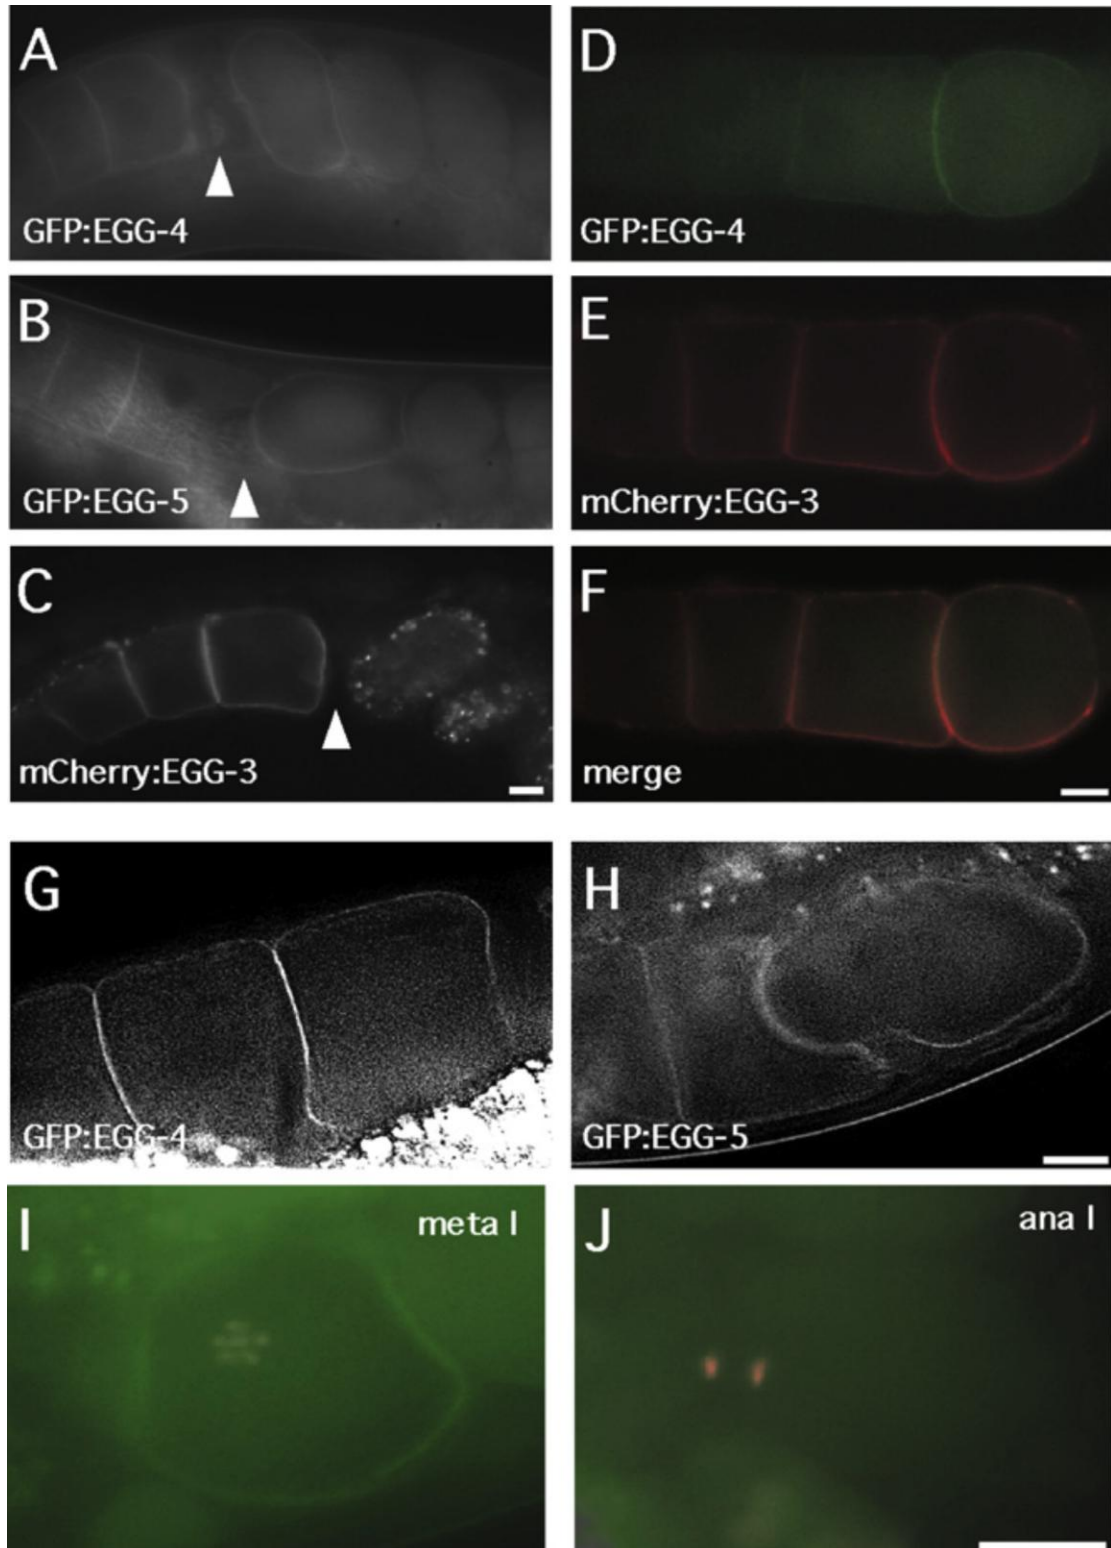 A
GFP:EGG-4
B
GFP:EGG-5
C
mCherry:EGG-3
D
GFP:EGG-4
E
mCherry:EGG-3
F
merge
G
GFP:EGG-4
H
GFP:EGG-5
I
meta I
J
ana I